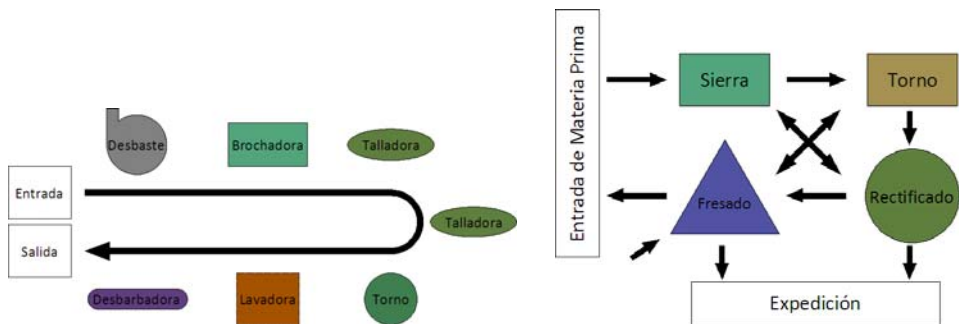 Desbaste
Brochadora
Talladora
Entrada
Talladora
Salida
Desbarbadora
Lavadora
Torno
Entrada de Materia Prima
Sierra
Torno
Fresado
Rectificado
Expedición